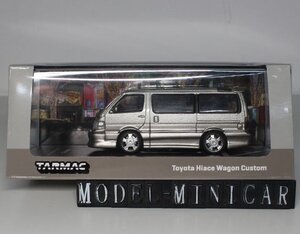 TARMAC
Toyota Hiace Wagon Custom
MODEL-MINICAR